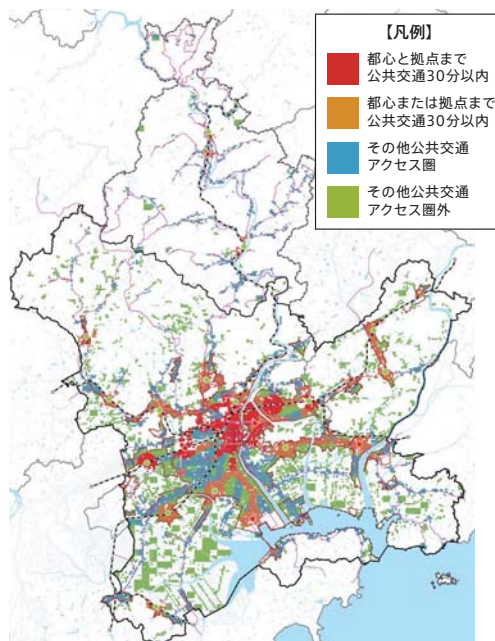 【凡例】
都心と拠点まで
公共交通30分以内
都心または拠点まで
公共交通30分以内
その他公共交通
アクセス圏
その他公共交通
アクセス圏外